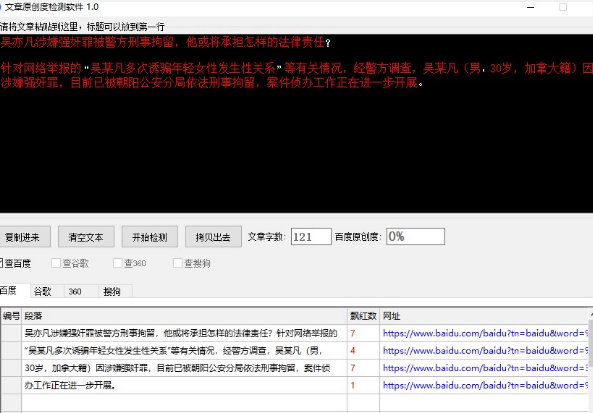 文章原创度检测软件 1.0
请将文章粘贴到这里，标题可以放到第一行
吴亦凡涉嫌强奸罪被警方刑事拘留，他或将承担怎样的法律责任？
针对网络举报的“吴某凡多次诱骗年轻女性发生性关系”等有关情况，经警方调查，吴某凡（男，30岁，加拿大籍）因
涉嫌强奸罪，目前已被朝阳公安分局依法刑事拘留，案件侦办工作正在进一步开展。
复制进来 清空文本 开始检测 拷贝出去 文章字数： 121 百度原创度： 0%
查百度 查谷歌 查360 查搜狗
百度 谷歌 360 搜狗
编号 段落 飘红数 网址
吴亦凡涉嫌强奸罪被警方刑事拘留，他或将承担怎样的法律责任？针对网络举报的 7 https://www.baidu.com/baidu?tn=baidu&word=%
“吴某凡多次诱骗年轻女性发生性关系”等有关情况，经警方调查，吴某凡（男， 4 https://www.baidu.com/baidu?tn=baidu&word=%
30岁，加拿大籍）因涉嫌强奸罪，目前已被朝阳公安分局依法刑事拘留，案件侦 7 https://www.baidu.com/baidu?tn=baidu&word=3
办工作正在进一步开展。 1 https://www.baidu.com/baidu?tn=baidu&word=%